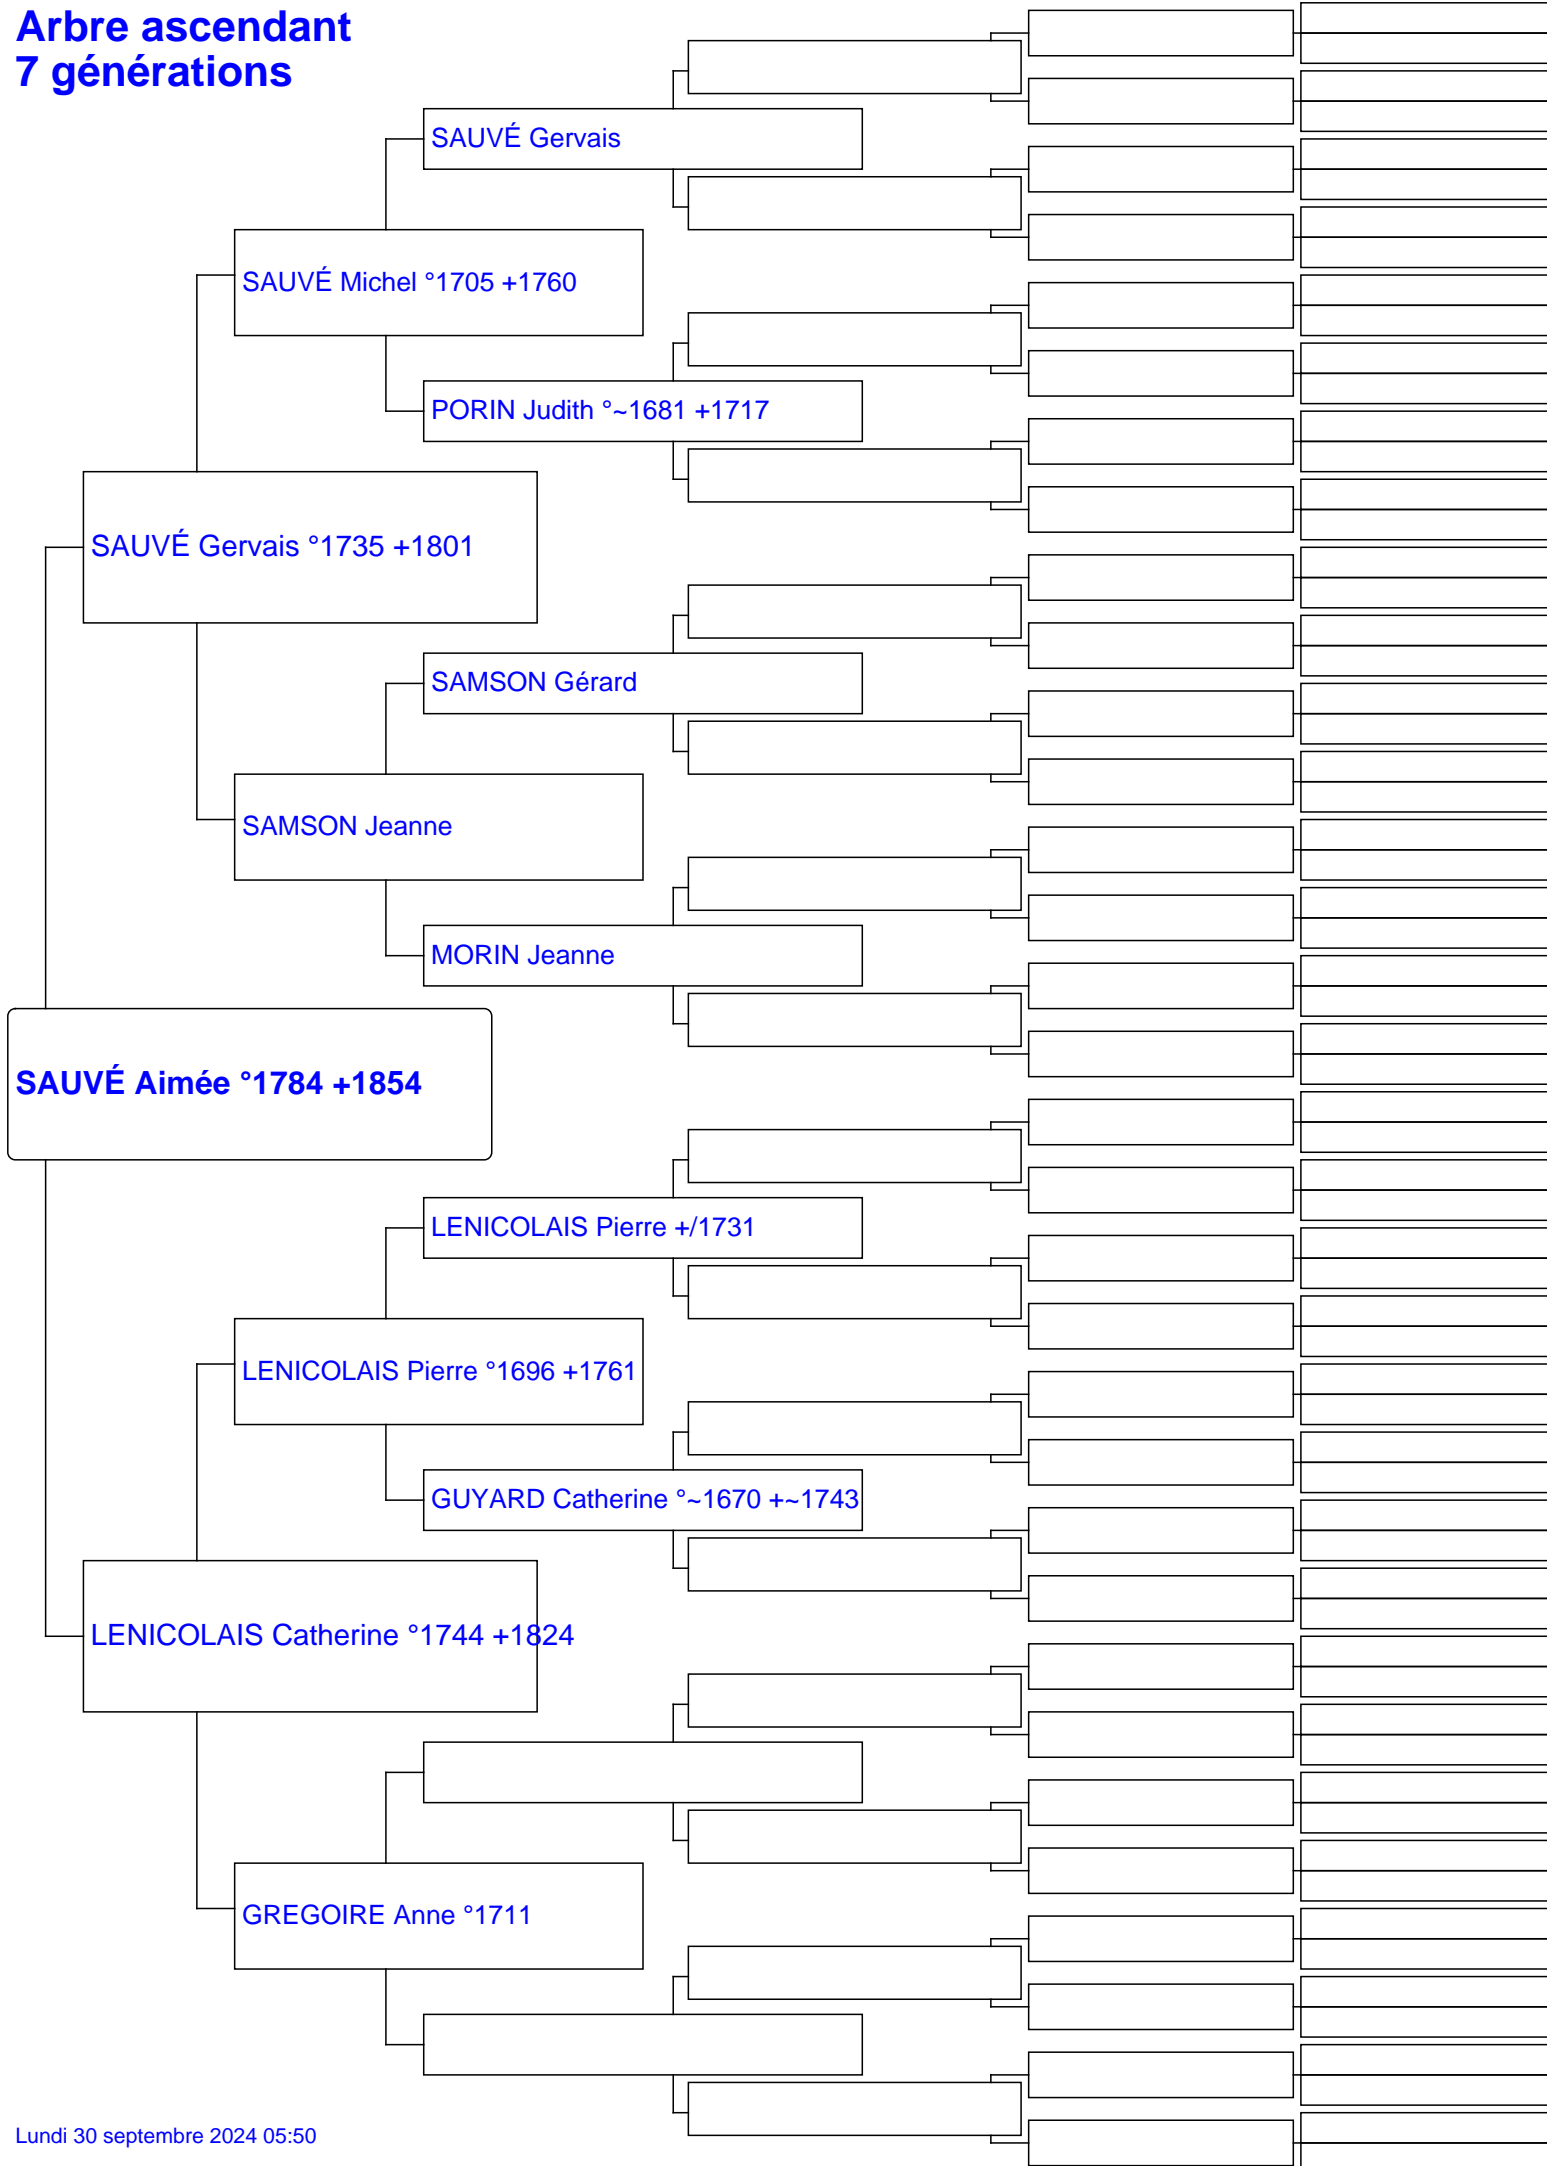 Arbre ascendant
7 générations
SAUVÉ Gervais
SAUVÉ Michel °1705 +1760
PORIN Judith °~1681 +1717
SAUVÉ Gervais °1735 +1801
SAMSON Gérard
SAMSON Jeanne
MORIN Jeanne
SAUVÉ Aimée °1784 +1854
LENICOLAIS Pierre +/1731
LENICOLAIS Pierre °1696 +1761
GUYARD Catherine °~1670 +~1743
LENICOLAIS Catherine °1744 +1824
GREGOIRE Anne °1711
Lundi 30 septembre 2024 05:50